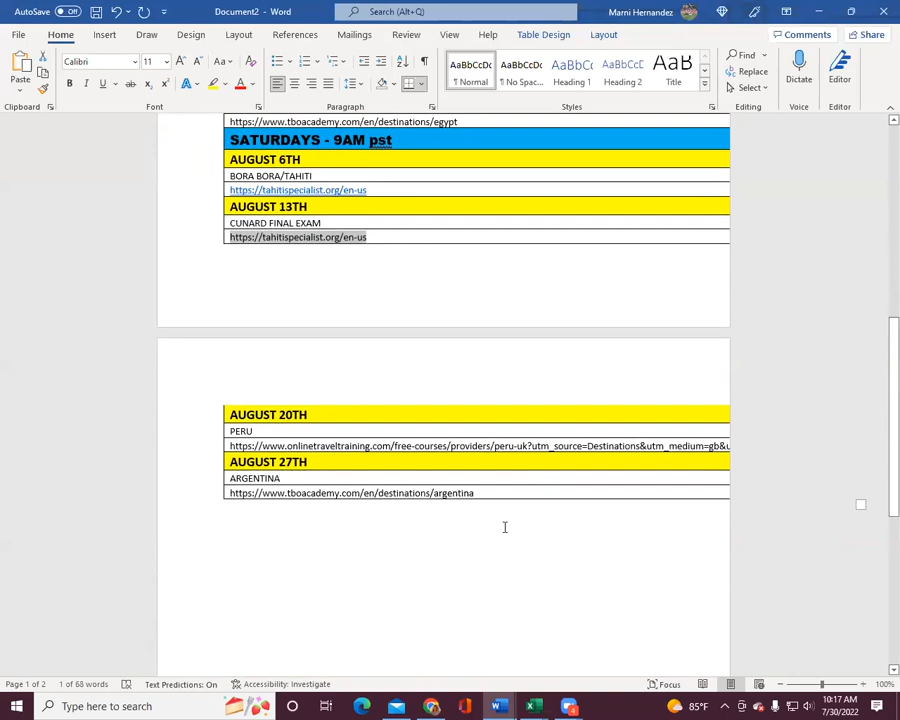 AutoSave Off Document2 - Word Search (Alt+Q) Marni Hernandez
File Home Insert Draw Design Layout References Mailings Review View Help Table Design Layout Comments Share
Paste Calibri 11 Find Replace Select Dictate Editor
AaBbCcDc AaBbCcDc AaBbCc AaBbCcD AaB
¶ Normal ¶ No Spac... Heading 1 Heading 2 Title
Clipboard Font Paragraph Styles Editing Voice Editor
https://www.tboacademy.com/en/destinations/egypt
SATURDAYS - 9AM pst
AUGUST 6TH
BORA BORA/TAHITI
https://tahitispecialist.org/en-us
AUGUST 13TH
CUNARD FINAL EXAM
https://tahitispecialist.org/en-us
AUGUST 20TH
PERU
https://www.onlinetraveltraining.com/free-courses/providers/peru-uk?utm_source=Destinations&utm_medium=gb&u
AUGUST 27TH
ARGENTINA
https://www.tboacademy.com/en/destinations/argentina
Page 1 of 2 1 of 68 words Text Predictions: On Accessibility: Investigate Focus 100%
Type here to search 85°F 10:17 AM
7/30/2022